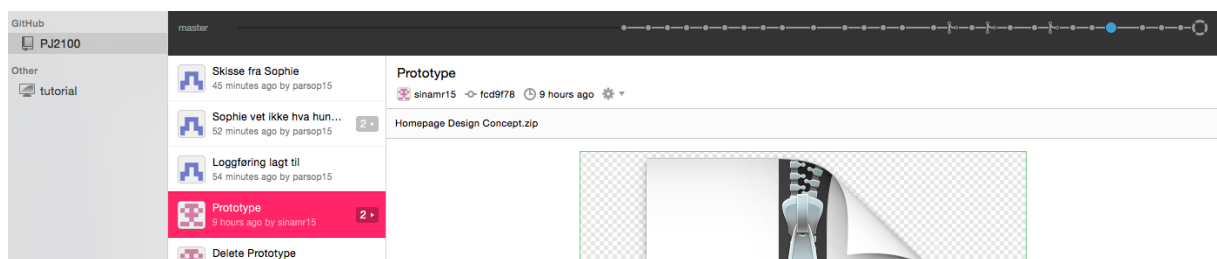 GitHub
PJ2100
Other
tutorial
master
Skisse fra Sophie
45 minutes ago by parsop15
Sophie vet ikke hva hun...
52 minutes ago by parsop15
2
Loggføring lagt til
54 minutes ago by parsop15
Prototype
9 hours ago by sinamr15
2
Delete Prototype
Prototype
sinamr15 fcd9f76 9 hours ago
Homepage Design Concept.zip